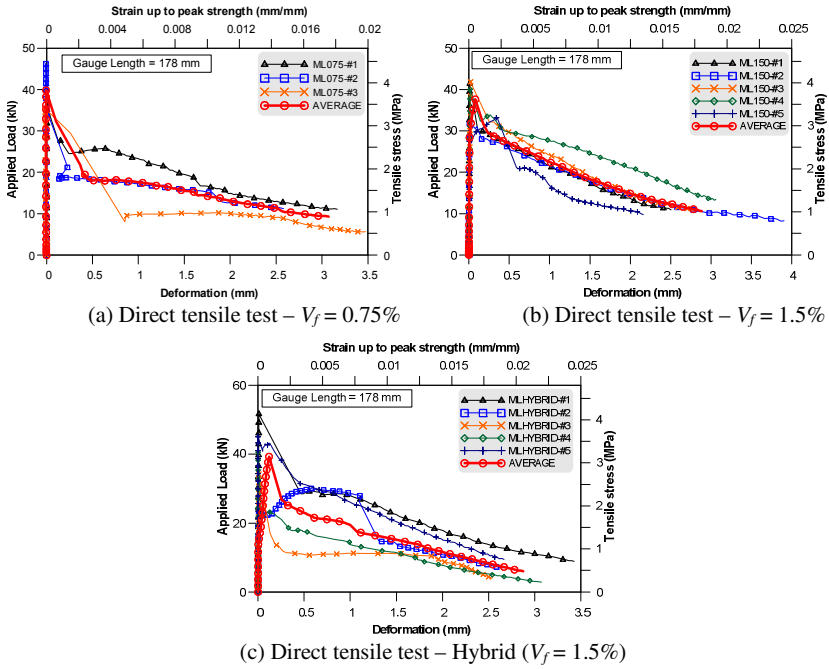 Strain up to peak strength (mm/mm)
0 0.004 0.008 0.012 0.016 0.02
Gauge Length = 178 mm
ML075-#1
ML075-#2
ML075-#3
AVERAGE
Applied Load (kN)
50
40
30
20
10
0
Tensile stress (MPa)
4
3
2
1
0
0 0.5 1 1.5 2 2.5 3 3.5
Deformation (mm)
(a) Direct tensile test – Vf = 0.75%
Strain up to peak strength (mm/mm)
0 0.005 0.01 0.015 0.02 0.025
Gauge Length = 178 mm
ML150-#1
ML150-#2
ML150-#3
ML150-#4
ML150-#5
AVERAGE
Applied Load (kN)
50
40
30
20
10
0
Tensile stress (MPa)
4
3
2
1
0
0 0.5 1 1.5 2 2.5 3 3.5 4
Deformation (mm)
(b) Direct tensile test – Vf = 1.5%
Strain up to peak strength (mm/mm)
0 0.005 0.01 0.015 0.02 0.025
Gauge Length = 178 mm
MLHYBRID-#1
MLHYBRID-#2
MLHYBRID-#3
MLHYBRID-#4
MLHYBRID-#5
AVERAGE
Applied Load (kN)
60
40
20
0
Tensile stress (MPa)
4
3
2
1
0
0 0.5 1 1.5 2 2.5 3 3.5
Deformation (mm)
(c) Direct tensile test – Hybrid (Vf = 1.5%)